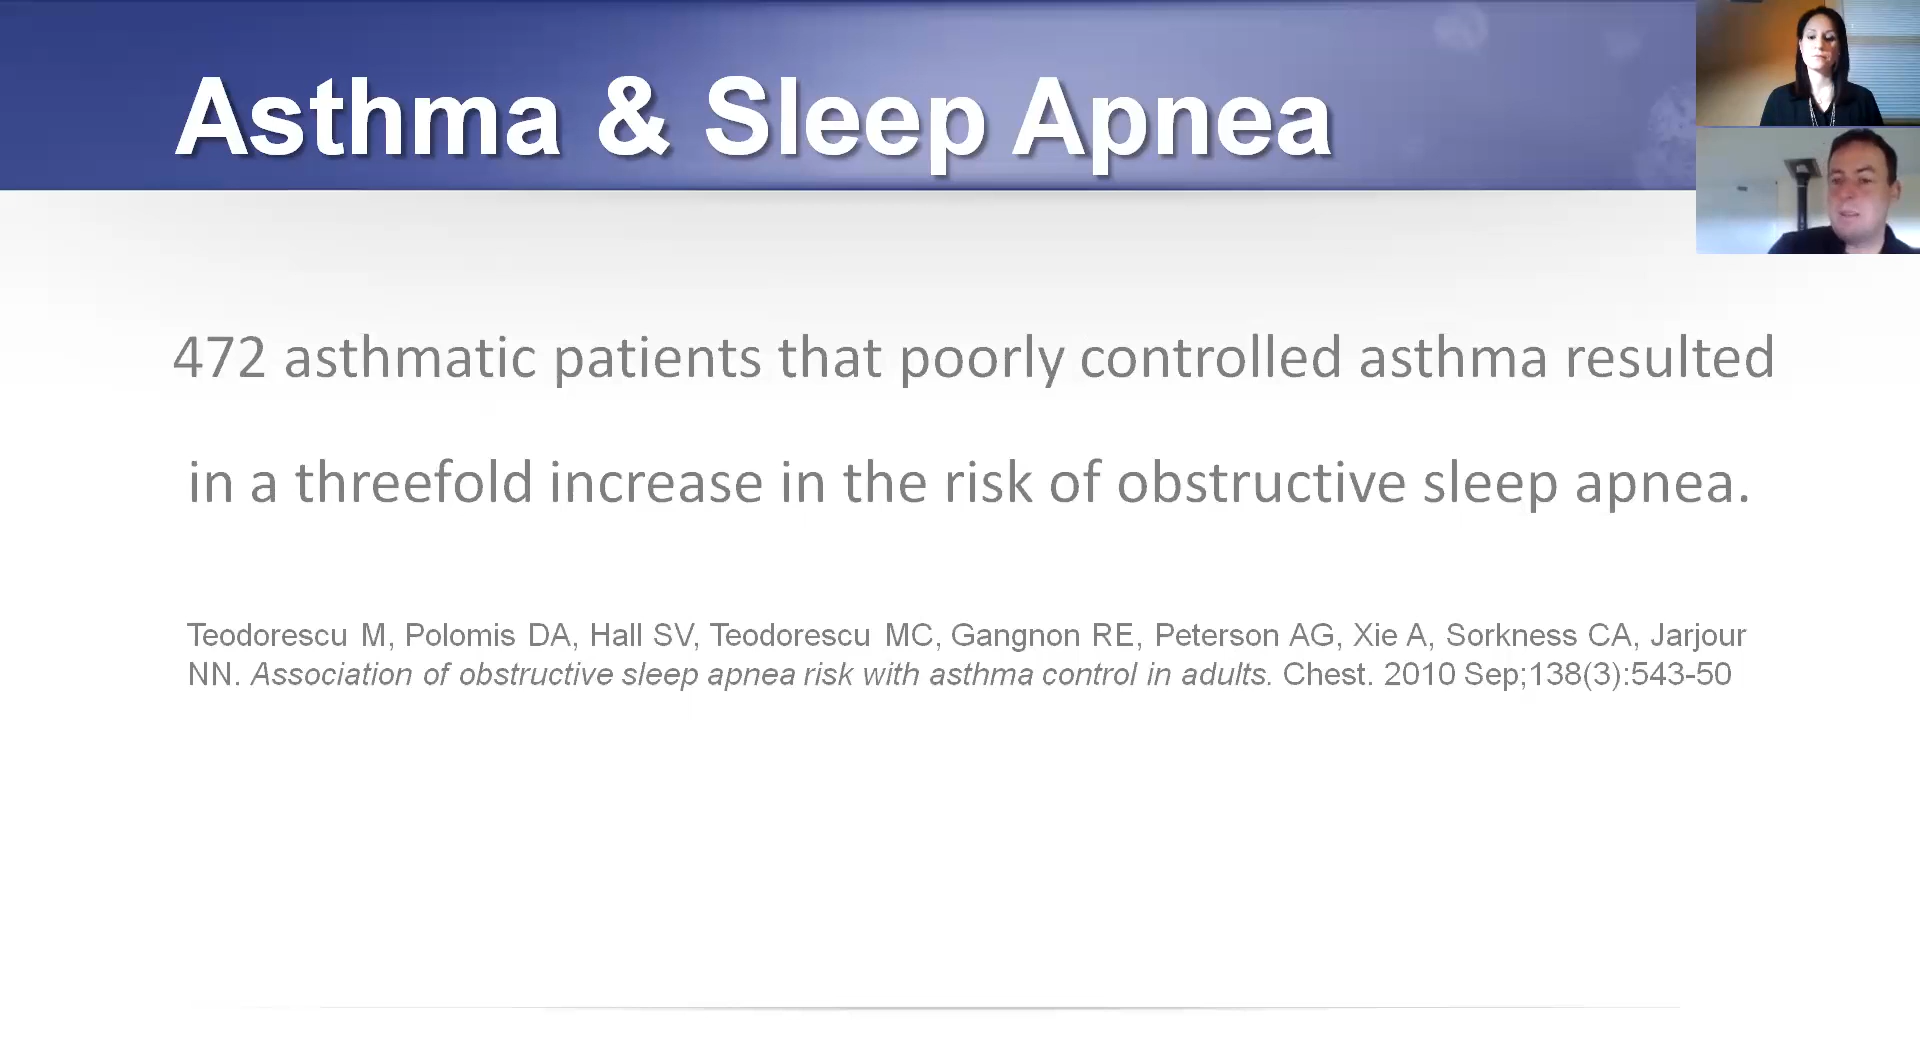 Asthma & Sleep Apnea
472 asthmatic patients that poorly controlled asthma resulted
in a threefold increase in the risk of obstructive sleep apnea.
Teodorescu M, Polomis DA, Hall SV, Teodorescu MC, Gangnon RE, Peterson AG, Xie A, Sorkness CA, Jarjour
NN. Association of obstructive sleep apnea risk with asthma control in adults. Chest. 2010 Sep;138(3):543-50